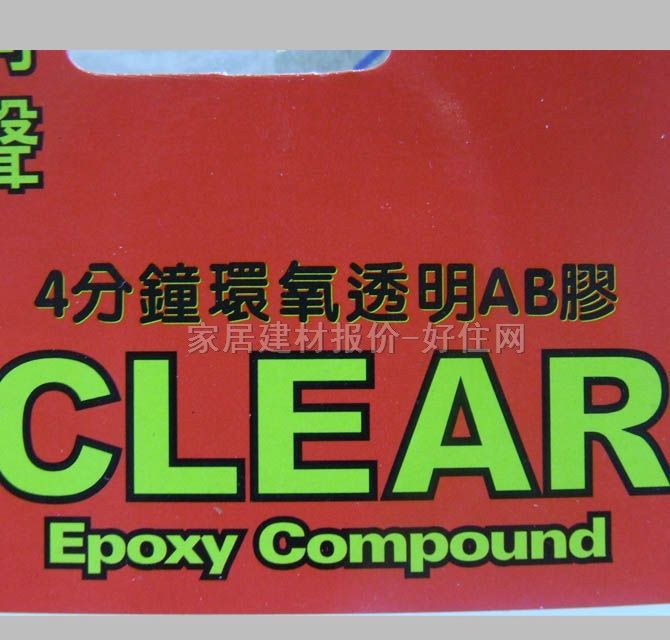 聲
4分鐘環氧透明AB膠
家居建材报价-好住网
CLEAR
Epoxy Compound